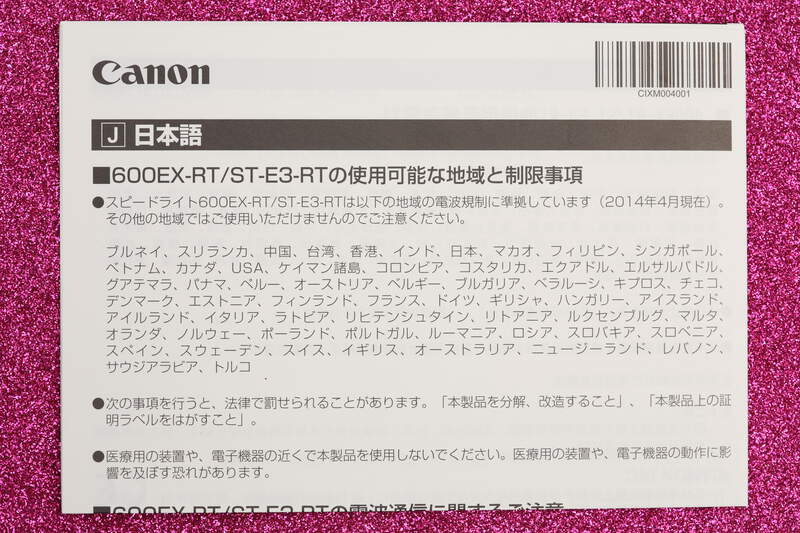 Canon
CIXM004001
J 日本語
■600EX-RT/ST-E3-RTの使用可能な地域と制限事項
●スピードライト600EX-RT/ST-E3-RTは以下の地域の電波規制に準拠しています（2014年4月現在）。
その他の地域ではご使用いただけませんのでご注意ください。
ブルネイ、スリランカ、中国、台湾、香港、インド、日本、マカオ、フィリピン、シンガポール、
ベトナム、カナダ、USA、ケイマン諸島、コロンビア、コスタリカ、エクアドル、エルサルバドル、
グアテマラ、パナマ、ペルー、オーストリア、ベルギー、ブルガリア、ベラルーシ、キプロス、チェコ、
デンマーク、エストニア、フィンランド、フランス、ドイツ、ギリシャ、ハンガリー、アイスランド、
アイルランド、イタリア、ラトビア、リヒテンシュタイン、リトアニア、ルクセンブルグ、マルタ、
オランダ、ノルウェー、ポーランド、ポルトガル、ルーマニア、ロシア、スロバキア、スロベニア、
スペイン、スウェーデン、スイス、イギリス、オーストラリア、ニュージーランド、レバノン、
サウジアラビア、トルコ
●次の事項を行うと、法律で罰せられることがあります。「本製品を分解、改造すること」、「本製品上の証
明ラベルをはがすこと」。
●医療用の装置や、電子機器の近くで本製品を使用しないでください。医療用の装置や、電子機器の動作に影
響を及ぼす恐れがあります。
■600EX-RT/ST-E3-RTの電波通信に関するご注意